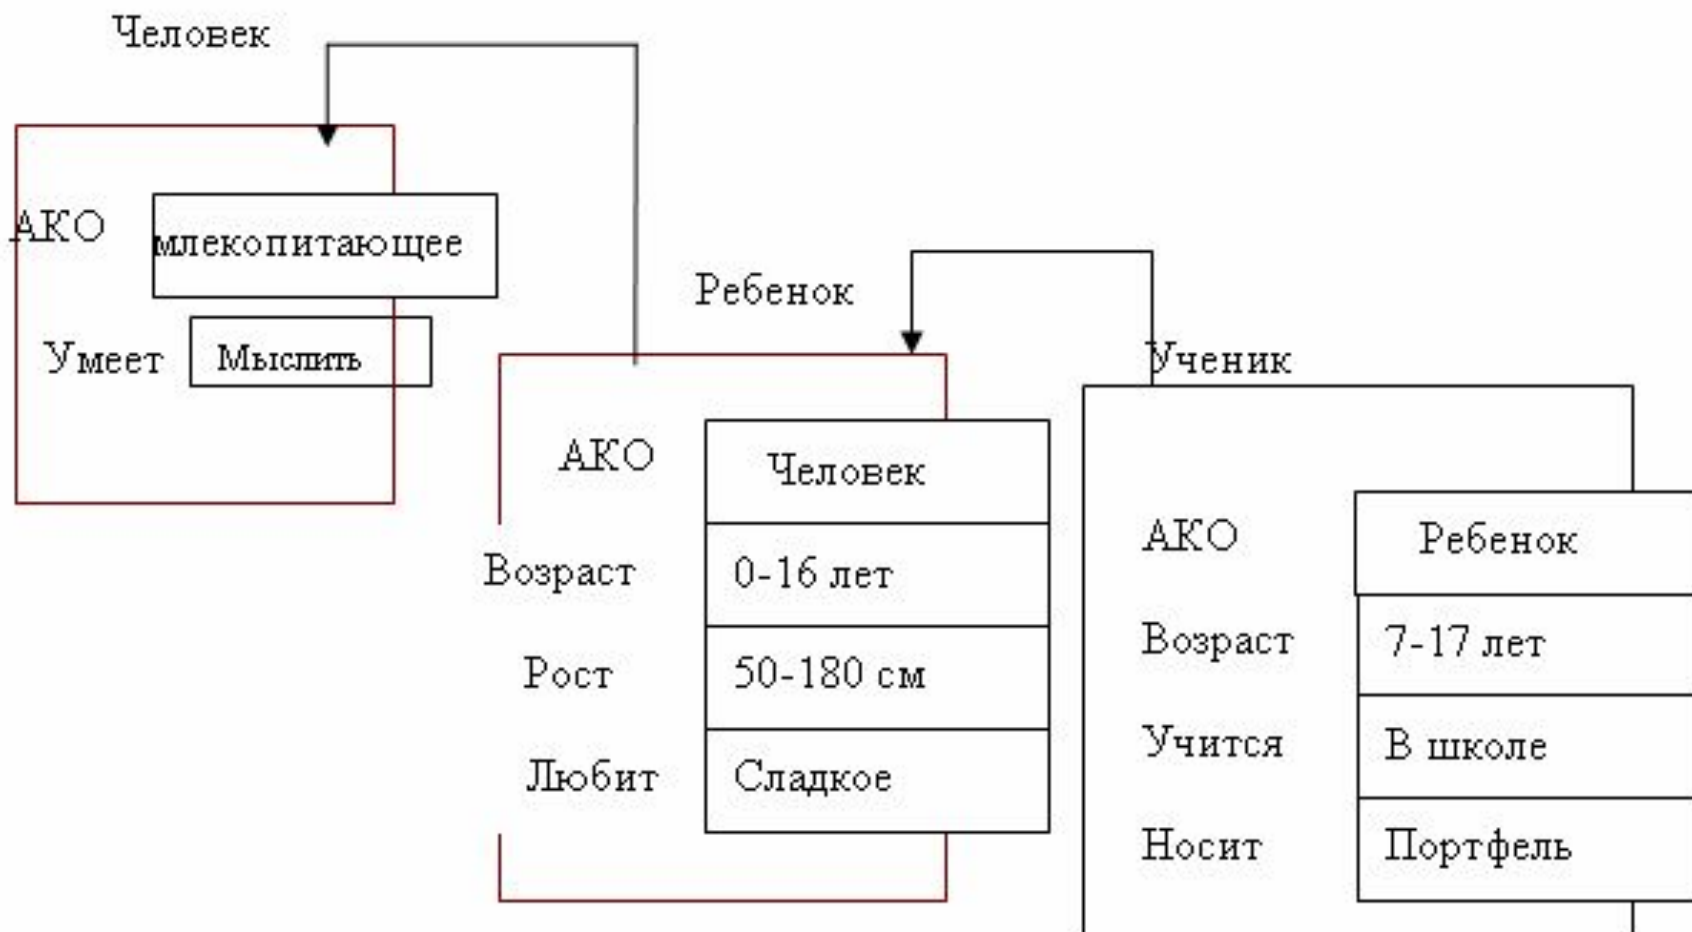 Человек
АКО млекопитающее
Умеет Мыслить
Ребенок
АКО Человек
Возраст 0-16 лет
Рост 50-180 см
Любит Сладкое
Ученик
АКО Ребенок
Возраст 7-17 лет
Учится В школе
Носит Портфель